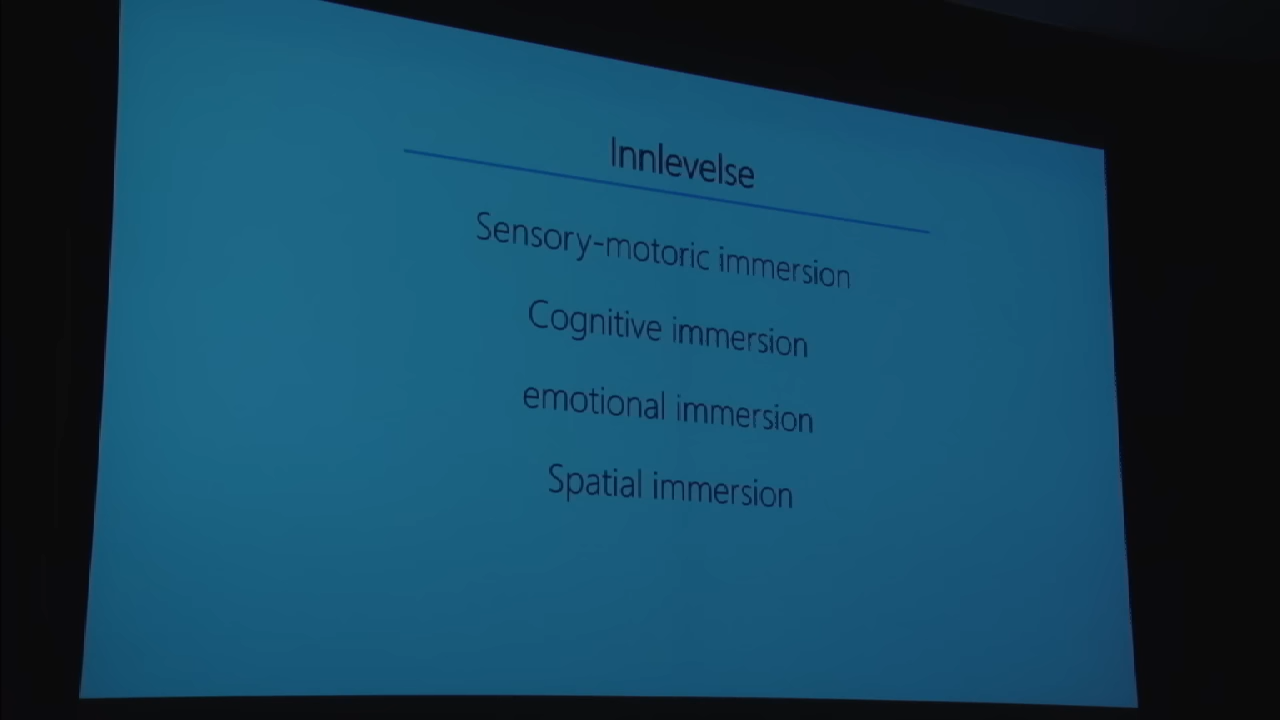 Innlevelse
Sensory-motoric immersion
Cognitive immersion
emotional immersion
Spatial immersion